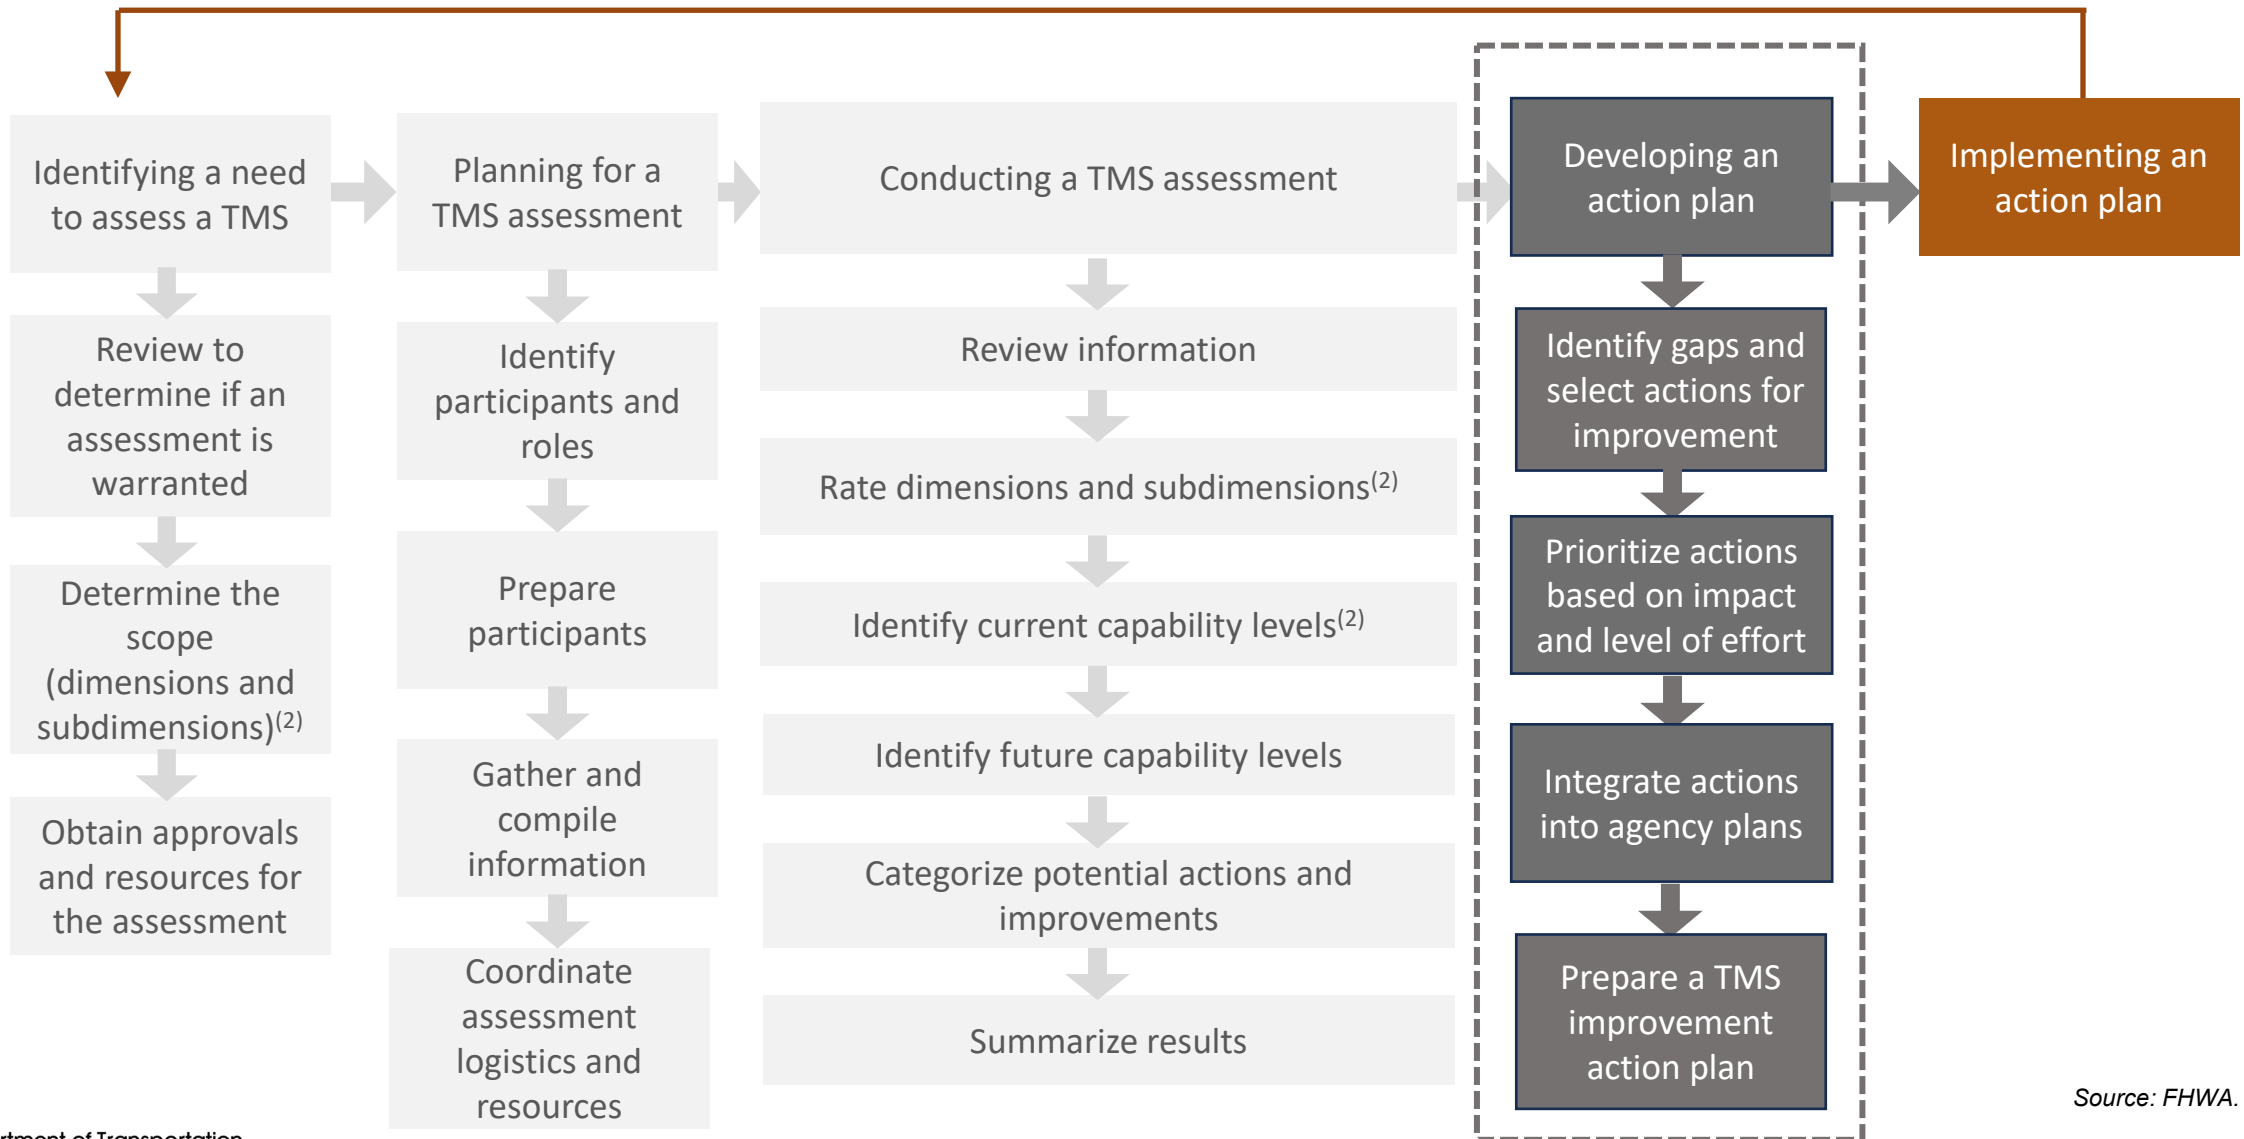 Identifying a need
to assess a TMS
Review to
determine if an
assessment is
warranted
Determine the
scope
(dimensions and
subdimensions)(2)
Obtain approvals
and resources for
the assessment
Planning for a
TMS assessment
Identify
participants and
roles
Prepare
participants
Gather and
compile
information
Coordinate
assessment
logistics and
resources
Conducting a TMS assessment
Review information
Rate dimensions and subdimensions(2)
Identify current capability levels(2)
Identify future capability levels
Categorize potential actions and
improvements
Summarize results
Developing an
action plan
Identify gaps and
select actions for
improvement
Prioritize actions
based on impact
and level of effort
Integrate actions
into agency plans
Prepare a TMS
improvement
action plan
Implementing an
action plan
Source: FHWA.
of Transportation